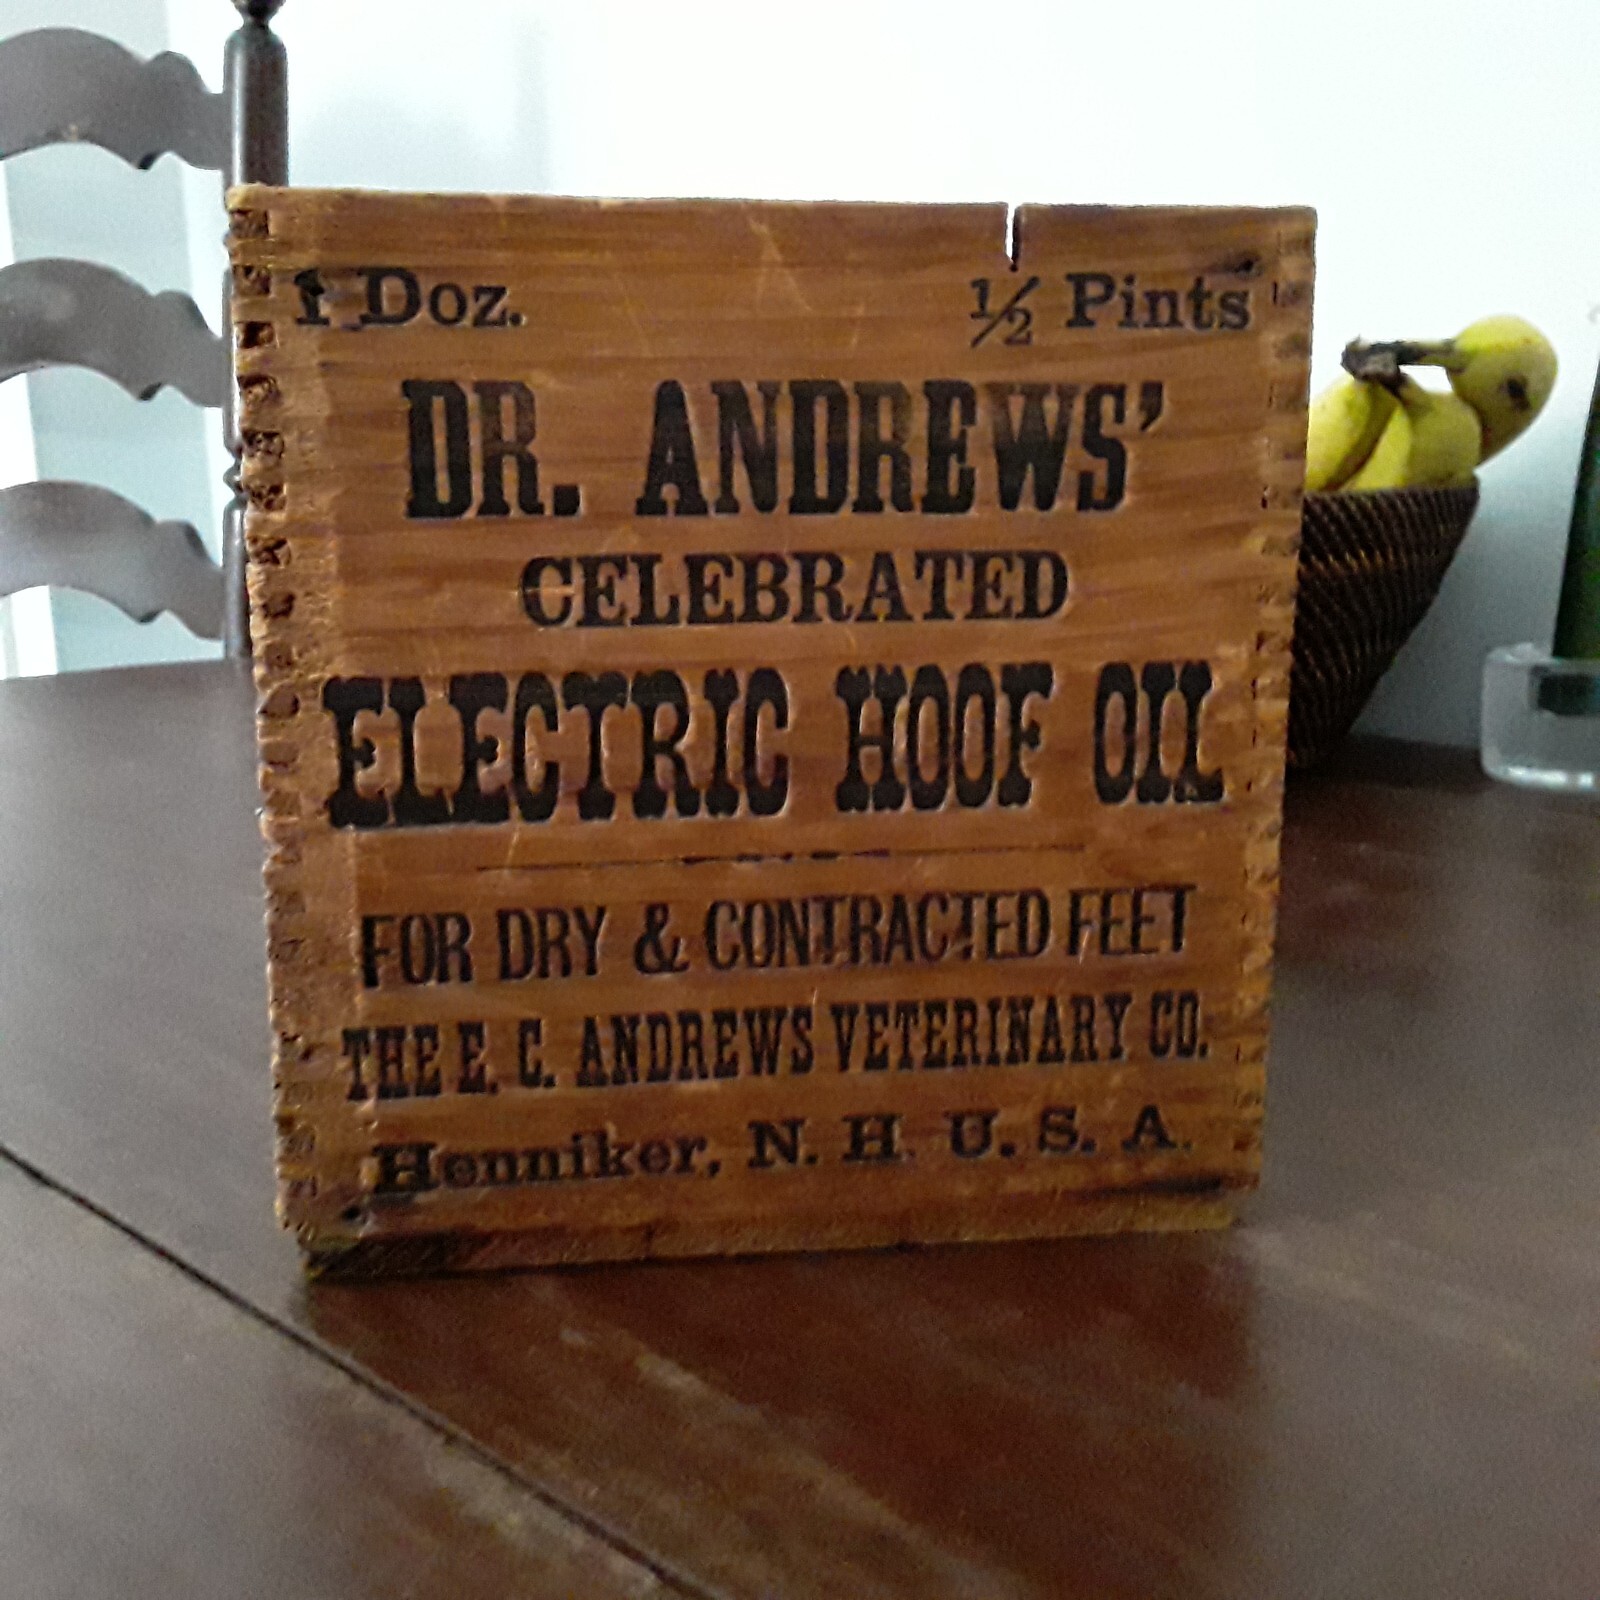 1 Doz. ½ Pints
DR. ANDREWS'
CELEBRATED
ELECTRIC HOOF OIL
FOR DRY & CONTRACTED FEET
THE E. C. ANDREWS VETERINARY CO.
Henniker, N. H. U. S. A.